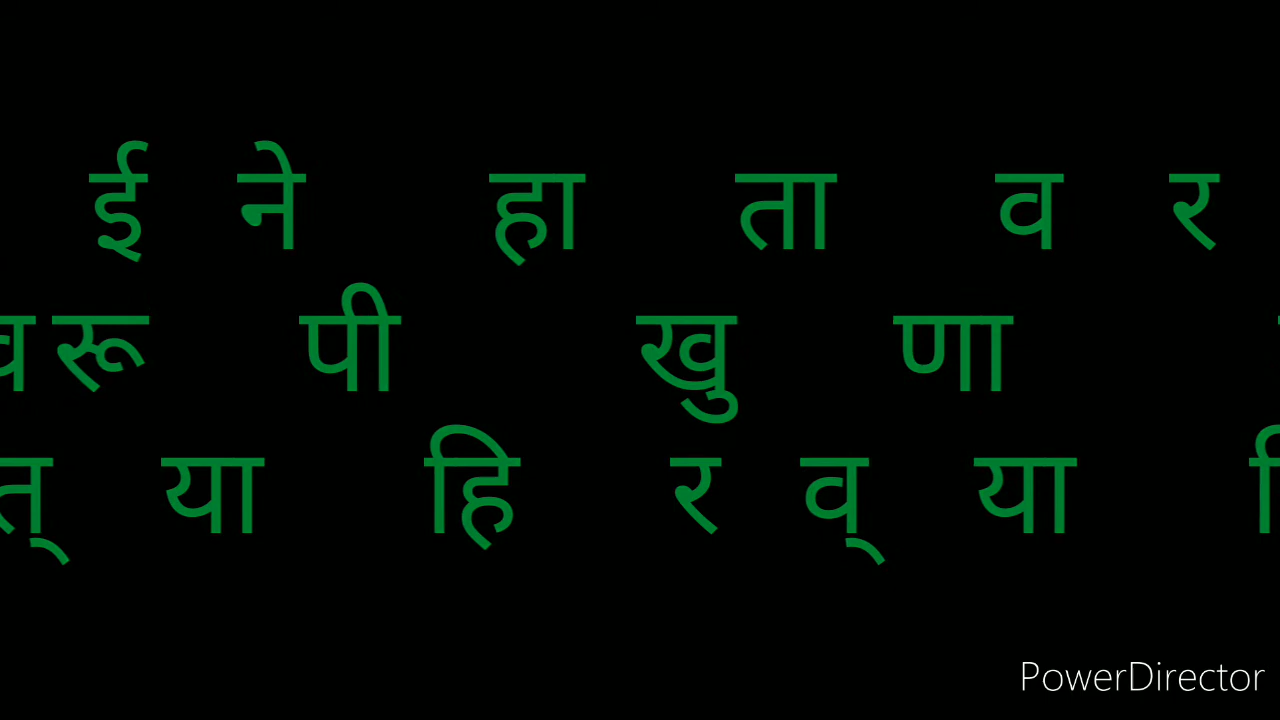 ई ने हा ता व र
व रू पी खु णा
त् या हि र व् या
PowerDirector